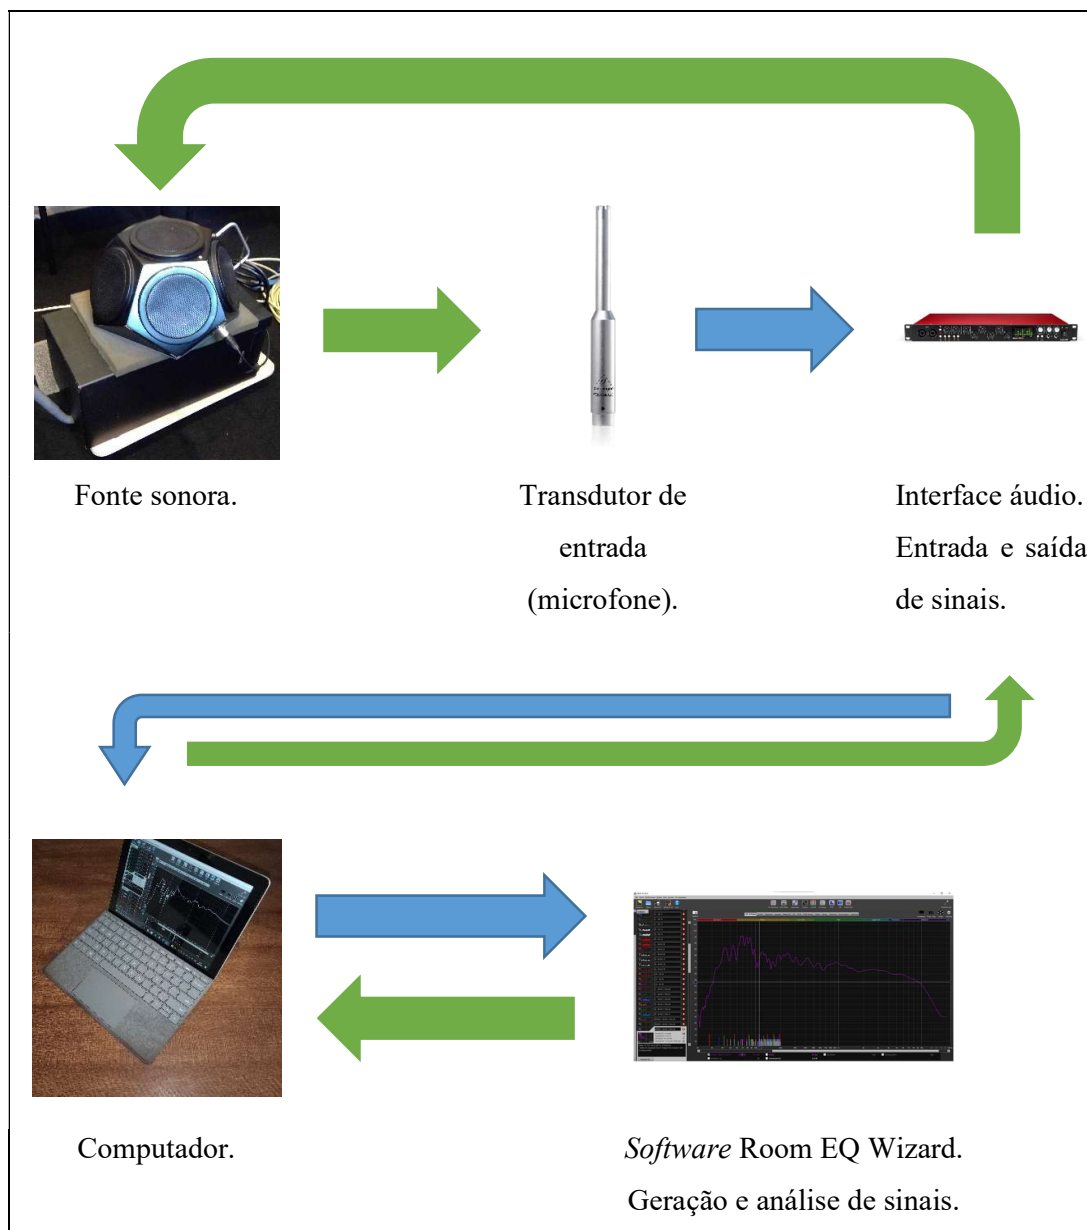 Fonte sonora.
Transdutor de
entrada
(microfone).
Interface áudio.
Entrada e saída
de sinais.
Computador.
Software Room EQ Wizard.
Geração e análise de sinais.